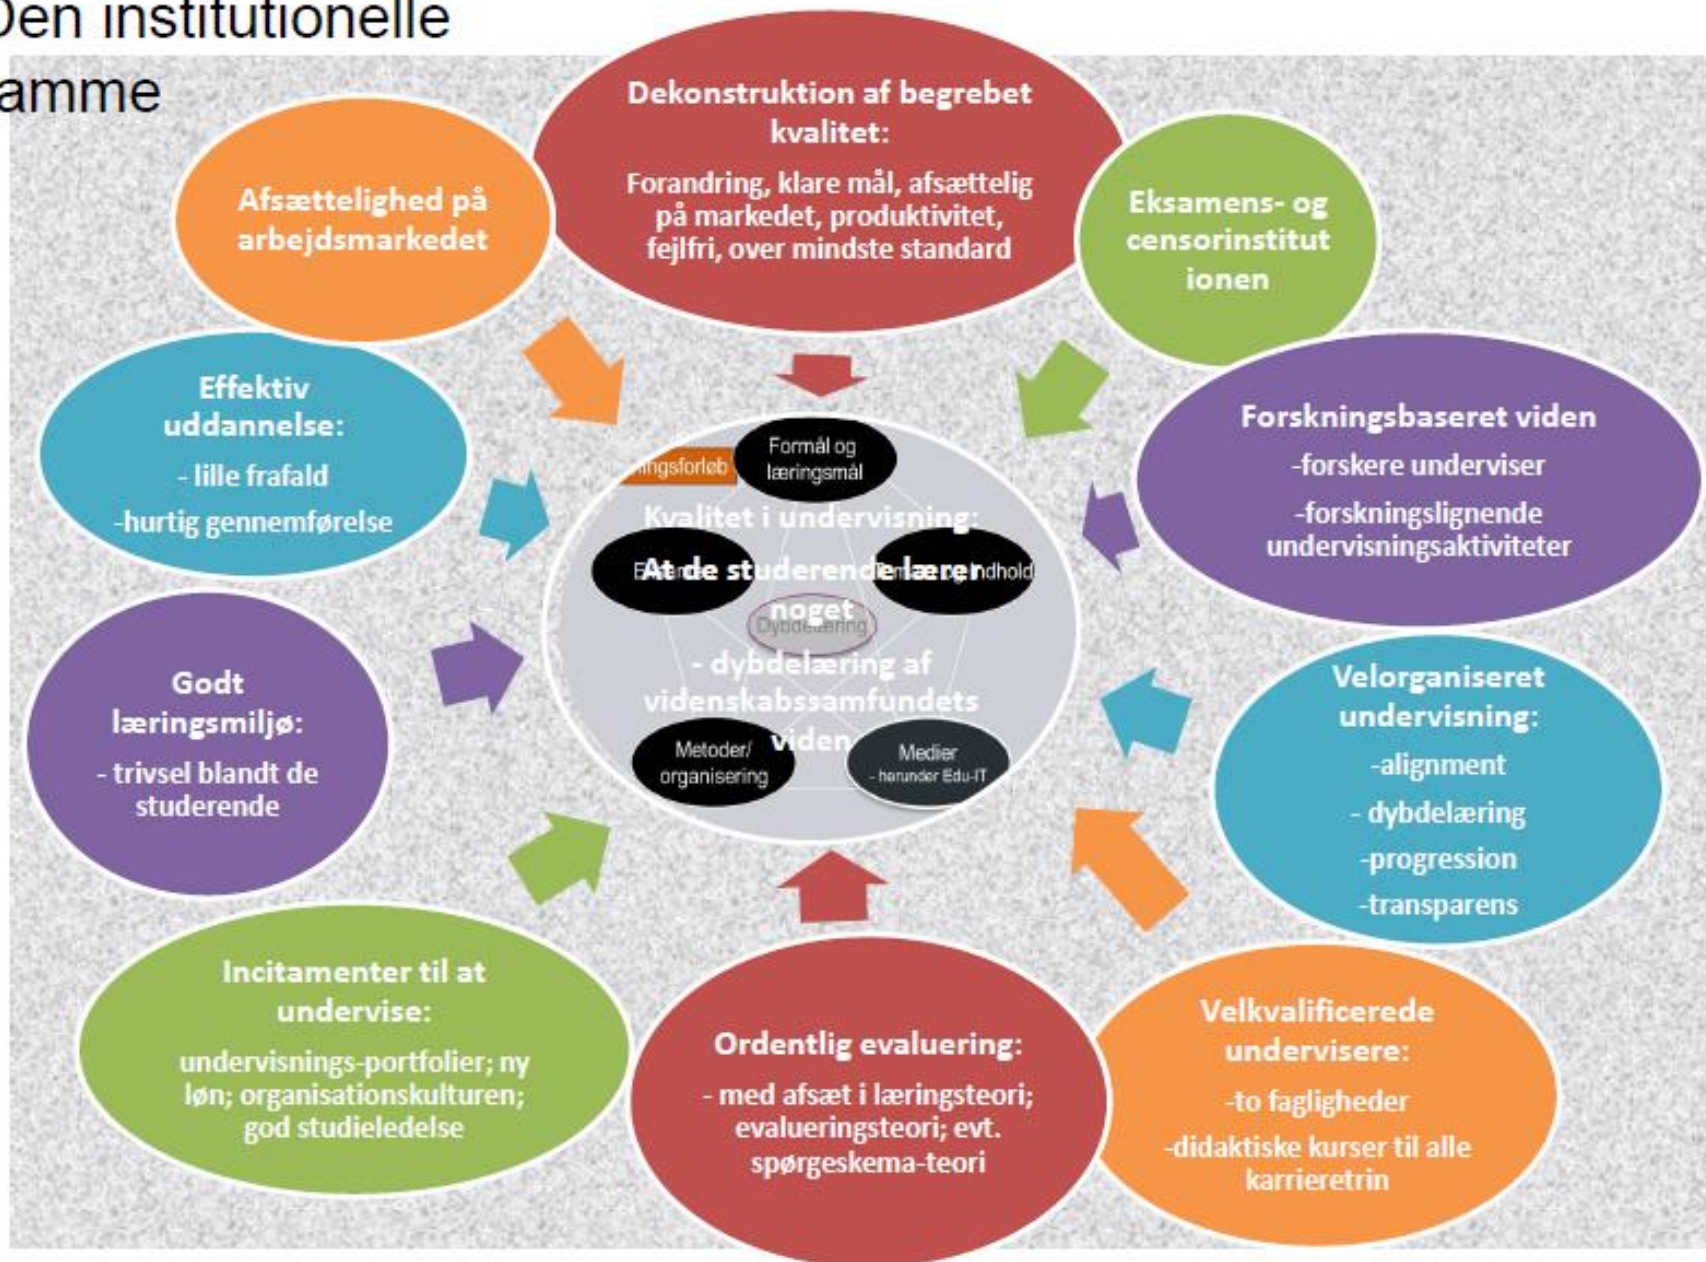 Den institutionelle
amme
Dekonstruktion af begrebet
kvalitet:
Forandring, klare mål, afsættelig
på markedet, produktivitet,
fejlfri, over mindste standard
Afsættelighed på
arbejdsmarkedet
Eksamens- og
censorinstitut
ionen
Effektiv
uddannelse:
- lille frafald
-hurtig gennemførelse
Forskningsbaseret viden
-forskere underviser
-forskningslignende
undervisningsaktiviteter
Formål og
læringsmål
ningsforløb
Kvalitet i undervisning:
At de studerende lærer
noget
Dybdelæring
- dybdelæring af
videnskabssamfundets
viden
Metoder/
organisering
Medier
- herunder Edu-IT
Godt
læringsmiljø:
- trivsel blandt de
studerende
Velorganiseret
undervisning:
-alignment
- dybdelæring
-progression
-transparens
Incitamenter til at
undervise:
undervisnings-portfolier; ny
løn; organisationskulturen;
god studieledelse
Ordentlig evaluering:
- med afsæt i læringsteori;
evalueringsteori; evt.
spørgeskema-teori
Velkvalificerede
undervisere:
-to fagligheder
-didaktiske kurser til alle
karrieretrin